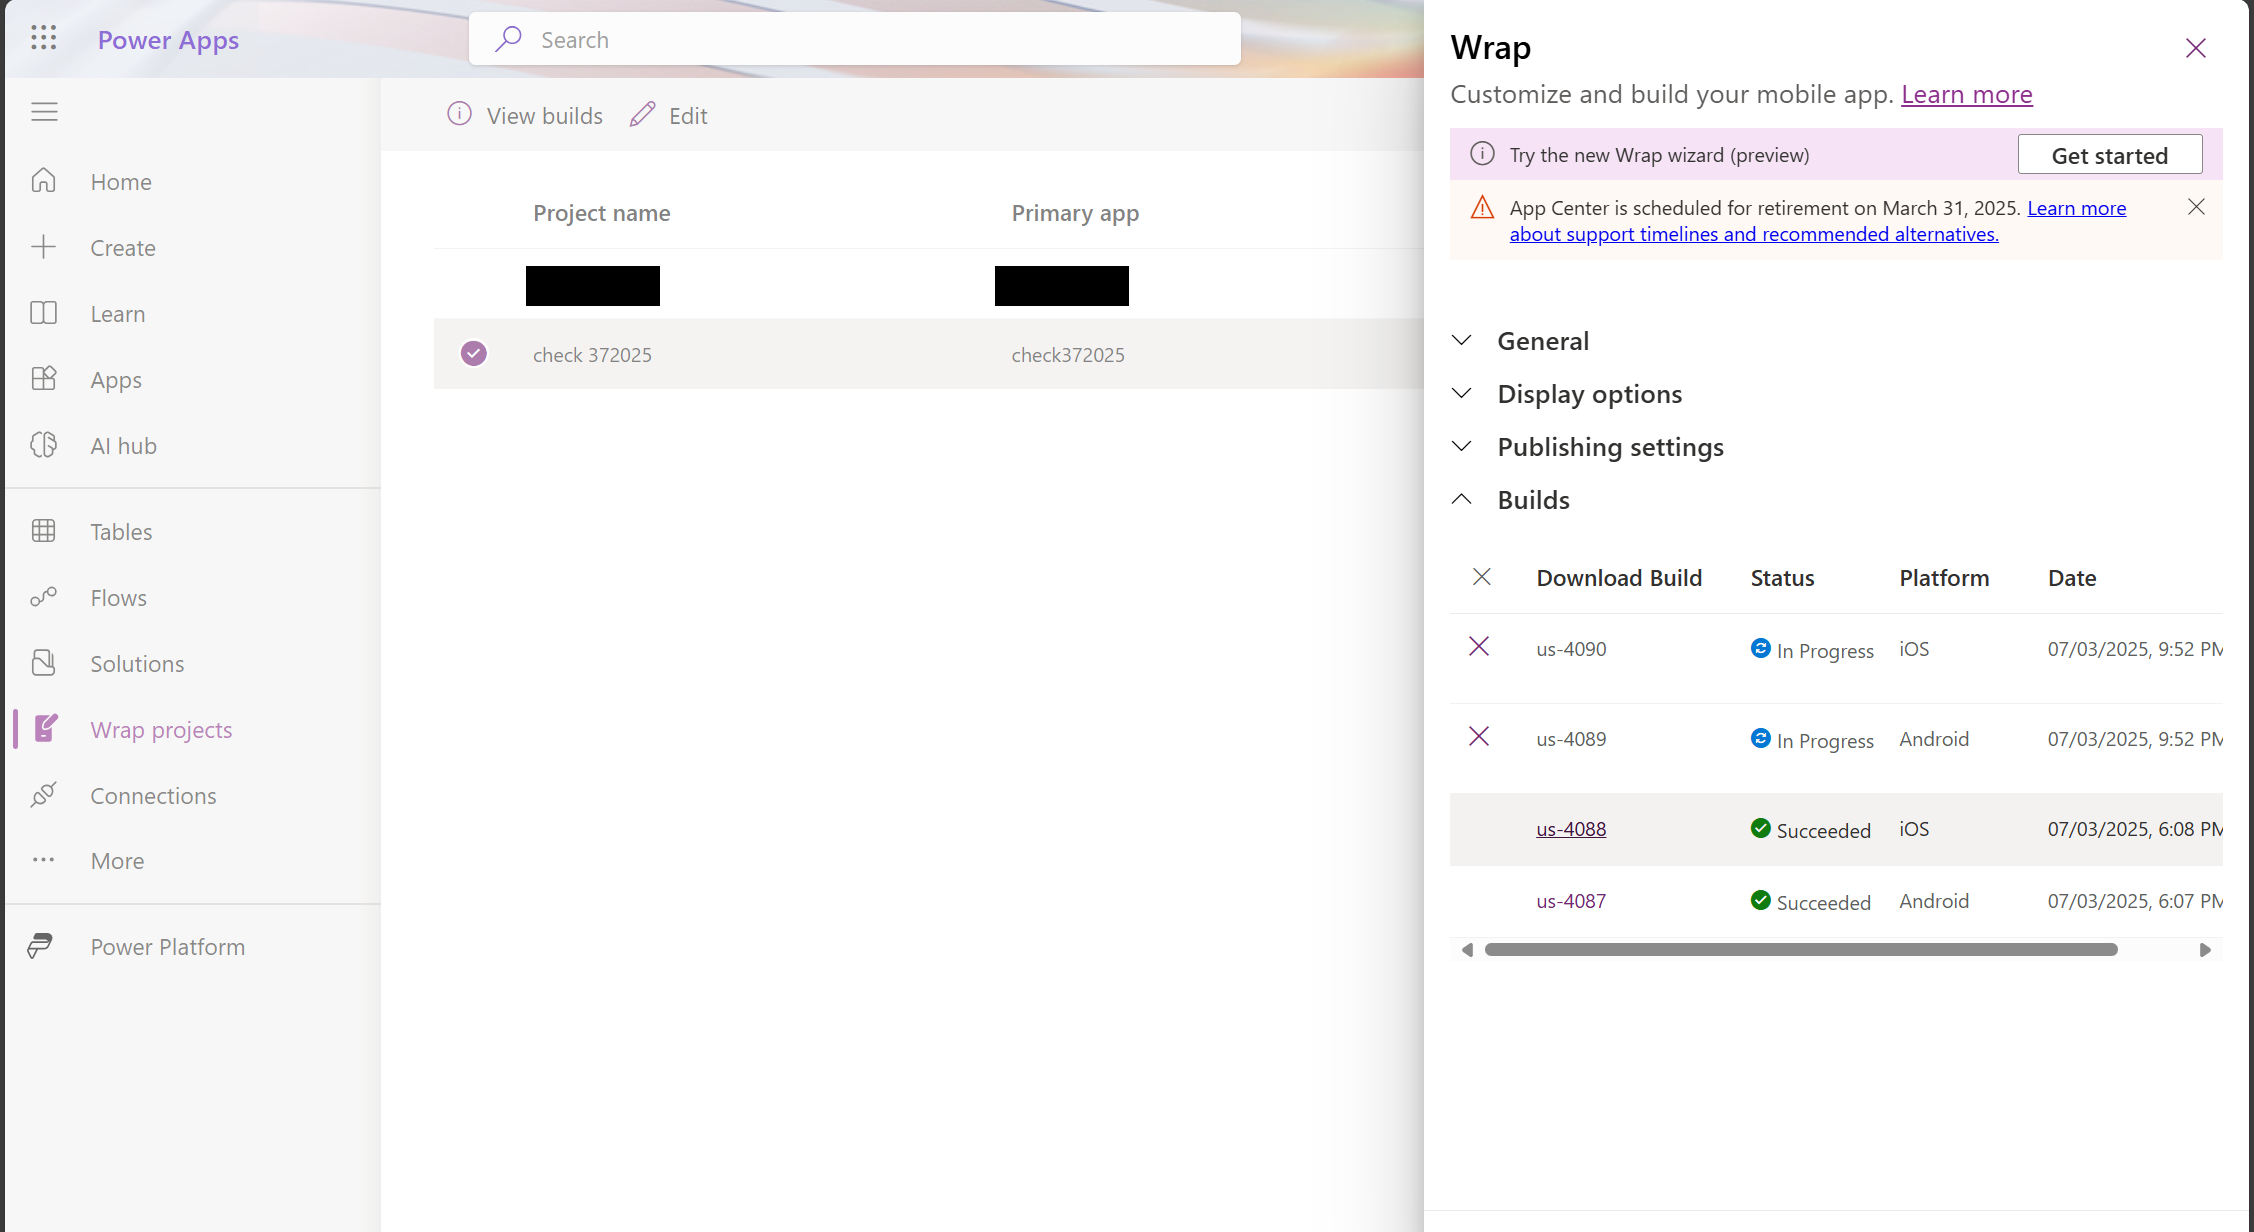 Power Apps
Search
Home
Create
Learn
Apps
AI hub
Tables
Flows
Solutions
Wrap projects
Connections
More
Power Platform
View builds
Edit
Project name Primary app
check 372025 check372025
Wrap
Customize and build your mobile app. Learn more
Try the new Wrap wizard (preview) Get started
App Center is scheduled for retirement on March 31, 2025. Learn more
about support timelines and recommended alternatives.
General
Display options
Publishing settings
Builds
Download Build Status Platform Date
us-4090 In Progress iOS 07/03/2025, 9:52 PM
us-4089 In Progress Android 07/03/2025, 9:52 PM
us-4088 Succeeded iOS 07/03/2025, 6:08 PM
us-4087 Succeeded Android 07/03/2025, 6:07 PM